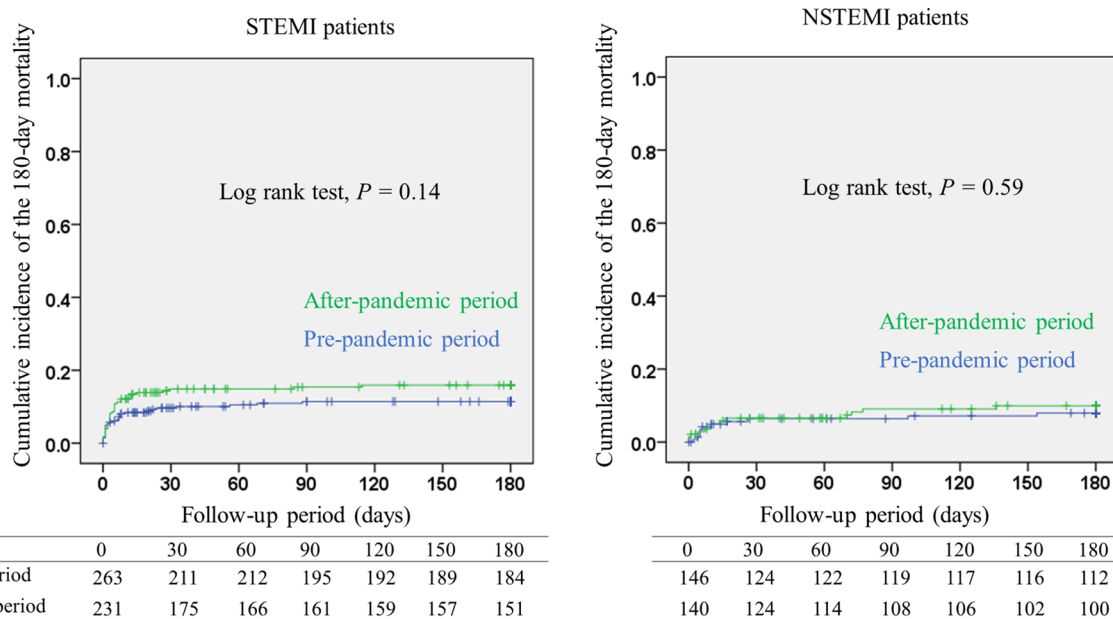 STEMI patients
Cumulative incidence of the 180-day mortality
1.0
0.8
0.6
0.4
0.2
0.0
Log rank test, P = 0.14
After-pandemic period
Pre-pandemic period
0 30 60 90 120 150 180
Follow-up period (days)
0 30 60 90 120 150 180
riod 263 211 212 195 192 189 184
period 231 175 166 161 159 157 151
NSTEMI patients
Cumulative incidence of the 180-day mortality
1.0
0.8
0.6
0.4
0.2
0.0
Log rank test, P = 0.59
After-pandemic period
Pre-pandemic period
0 30 60 90 120 150 180
Follow-up period (days)
0 30 60 90 120 150 180
146 124 122 119 117 116 112
140 124 114 108 106 102 100